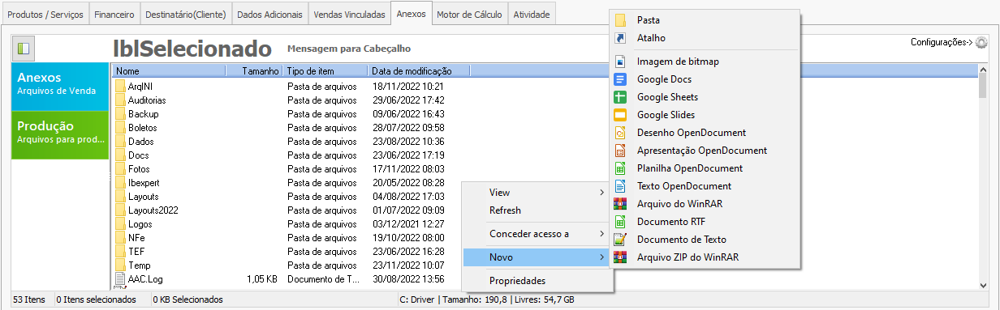 Produtos / Serviços Financeiro Destinatário(Cliente) Dados Adicionais Vendas Vinculadas Anexos Motor de Cálculo Atividade
lblSelecionado Mensagem para Cabeçalho
Configurações->
Anexos
Arquivos de Venda
Produção
Arquivos para prod...
Nome Tamanho Tipo de item Data de modificação
ArqINI Pasta de arquivos 18/11/2022 10:21
Auditorias Pasta de arquivos 29/06/2022 17:42
Backup Pasta de arquivos 09/06/2022 16:43
Boletos Pasta de arquivos 28/07/2022 09:58
Dados Pasta de arquivos 23/08/2022 10:36
Docs Pasta de arquivos 23/06/2022 17:19
Fotos Pasta de arquivos 17/11/2022 08:03
Ibexpert Pasta de arquivos 20/05/2022 08:28
Layouts Pasta de arquivos 04/08/2022 17:03
Layouts2022 Pasta de arquivos 01/07/2022 09:09
Logos Pasta de arquivos 03/12/2021 12:27
NFe Pasta de arquivos 19/10/2022 08:00
TEF Pasta de arquivos 23/06/2022 16:28
Temp Pasta de arquivos 23/11/2022 10:07
AAC.Log 1,05 KB Documento de T... 30/08/2022 13:56
View
Refresh
Conceder acesso a
Novo
Propriedades
Pasta
Atalho
Imagem de bitmap
Google Docs
Google Sheets
Google Slides
Desenho OpenDocument
Apresentação OpenDocument
Planilha OpenDocument
Texto OpenDocument
Arquivo do WinRAR
Documento RTF
Documento de Texto
Arquivo ZIP do WinRAR
53 Itens 0 Itens selecionados 0 KB Selecionados C: Driver | Tamanho: 190,8 | Livres: 54,7 GB